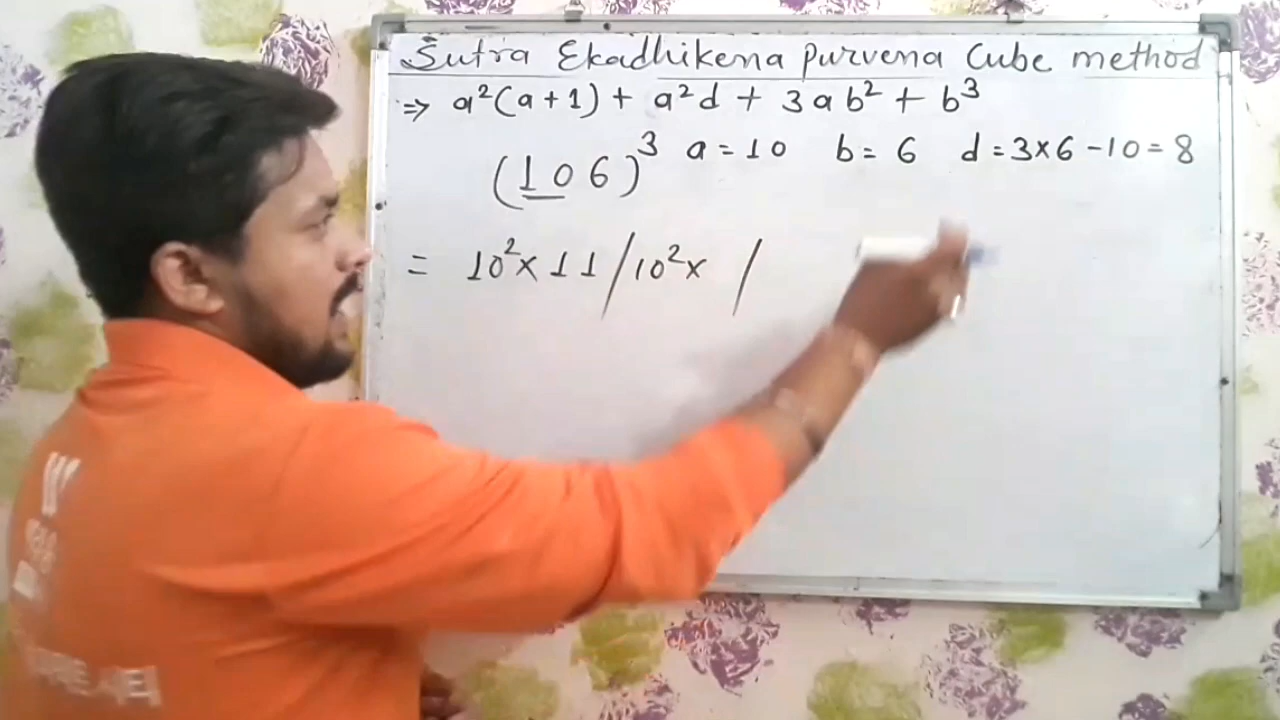 Sutra Ekadhikena purvena Cube method
⇒ a²(a+1) + a²d + 3ab² + b³
(106)³ a = 10 b = 6 d = 3×6 -10 = 8
= 10²× 11 / 10²× /